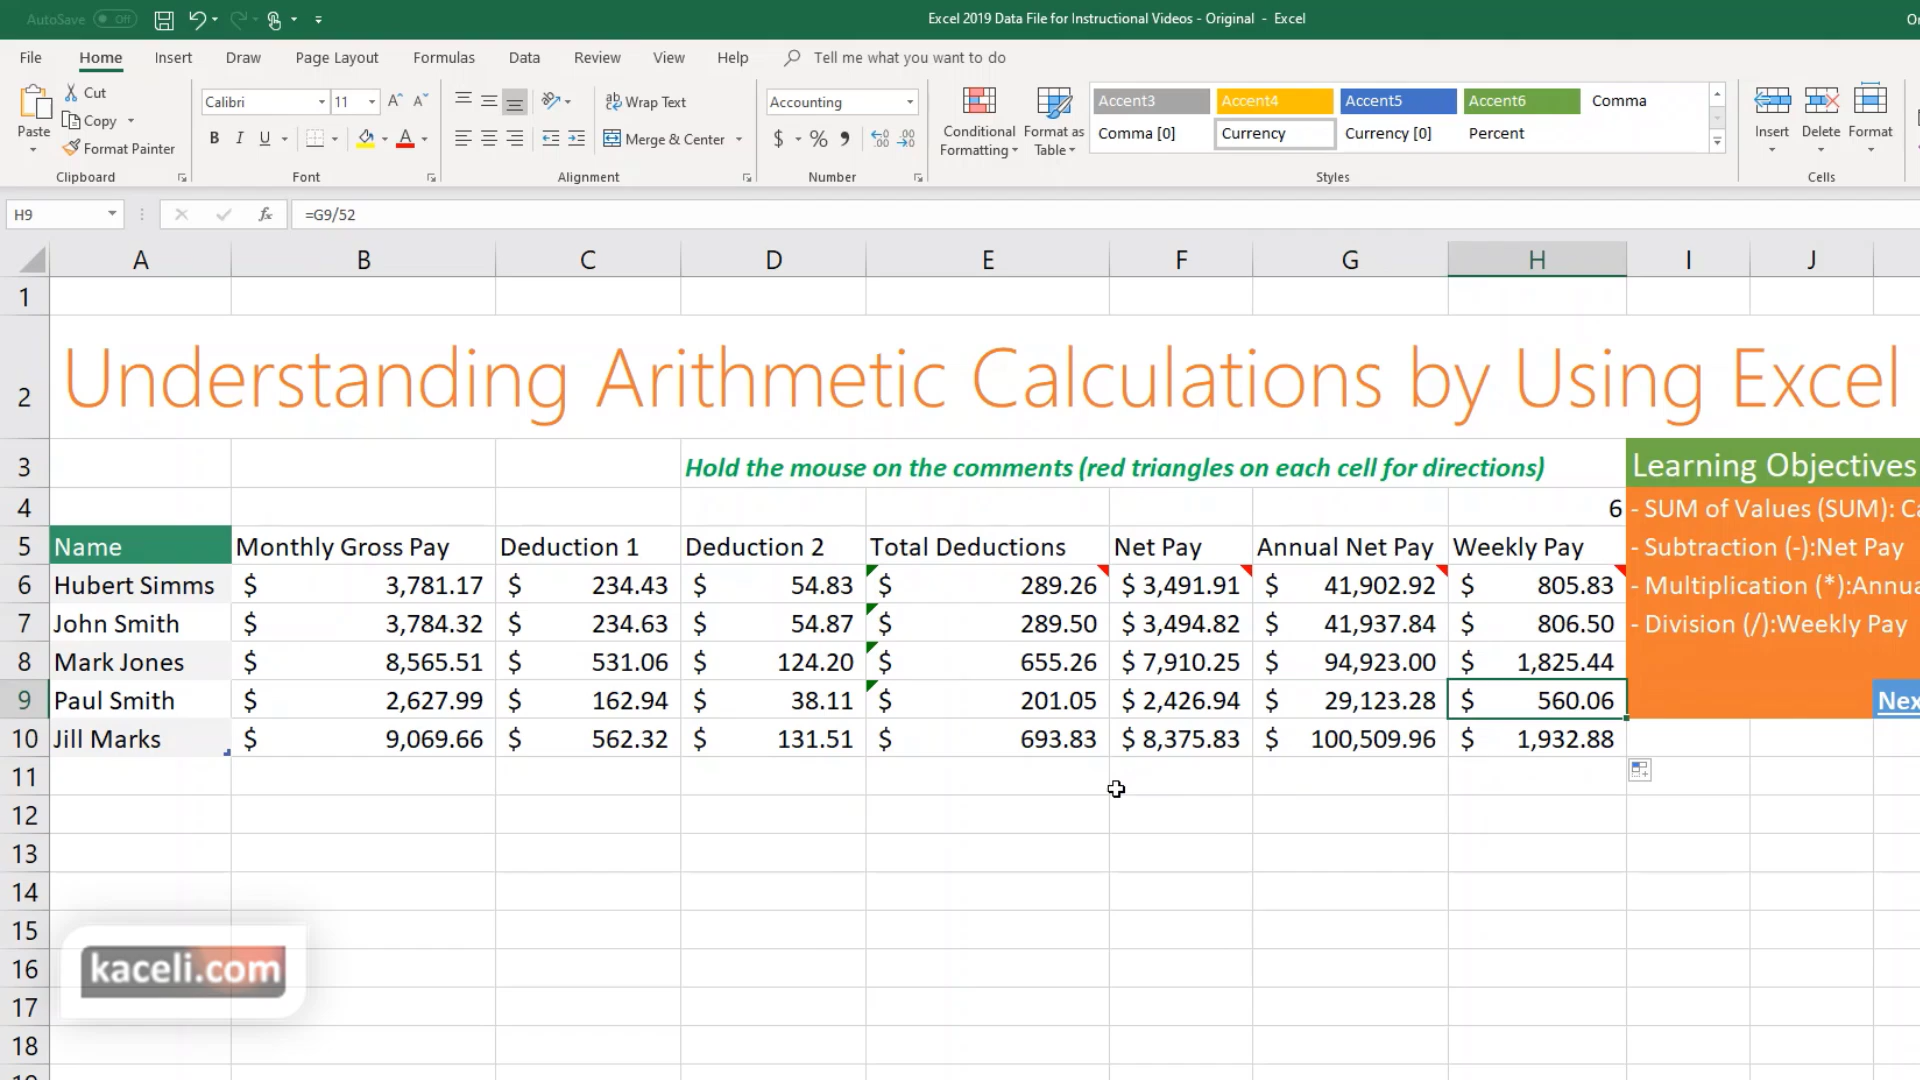 AutoSave Off Excel 2019 Data File for Instructional Videos - Original - Excel
File Home Insert Draw Page Layout Formulas Data Review View Help Tell me what you want to do
Paste Cut Copy Format Painter Clipboard
Calibri 11 B I U Font
Wrap Text Merge & Center Alignment
Accounting $ % , Number
Conditional Formatting Format as Table
Accent3 Accent4 Accent5 Accent6 Comma
Comma [0] Currency Currency [0] Percent
Styles
Insert Delete Format Cells
H9 fx =G9/52
A B C D E F G H I J
1
2 Understanding Arithmetic Calculations by Using Excel
3 Hold the mouse on the comments (red triangles on each cell for directions) Learning Objectives
4 6 - SUM of Values (SUM): Ca
5 Name Monthly Gross Pay Deduction 1 Deduction 2 Total Deductions Net Pay Annual Net Pay Weekly Pay - Subtraction (-):Net Pay
6 Hubert Simms $ 3,781.17 $ 234.43 $ 54.83 $ 289.26 $ 3,491.91 $ 41,902.92 $ 805.83 - Multiplication (*):Annua
7 John Smith $ 3,784.32 $ 234.63 $ 54.87 $ 289.50 $ 3,494.82 $ 41,937.84 $ 806.50 - Division (/):Weekly Pay
8 Mark Jones $ 8,565.51 $ 531.06 $ 124.20 $ 655.26 $ 7,910.25 $ 94,923.00 $ 1,825.44
9 Paul Smith $ 2,627.99 $ 162.94 $ 38.11 $ 201.05 $ 2,426.94 $ 29,123.28 $ 560.06 Nex
10 Jill Marks $ 9,069.66 $ 562.32 $ 131.51 $ 693.83 $ 8,375.83 $ 100,509.96 $ 1,932.88
11
12
13
14
15
16 kaceli.com
17
18